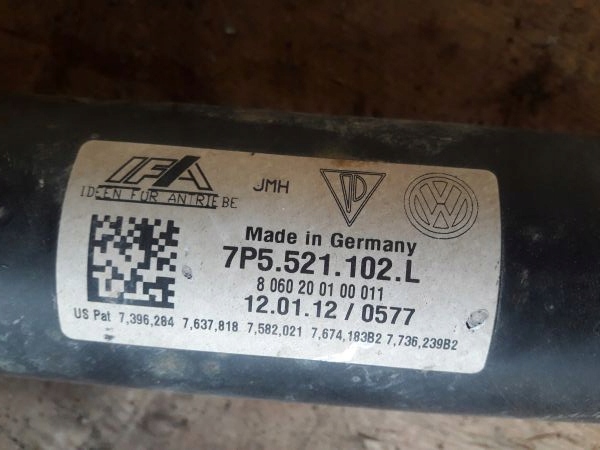 IFA
IDEEN FÜR ANTRIEBE
JMH
Made in Germany
7P5.521.102.L
8 060 20 01 00 011
12.01.12 / 0577
US Pat 7,396,284 7,637,818 7,582,021 7,674,183B2 7,736,239B2